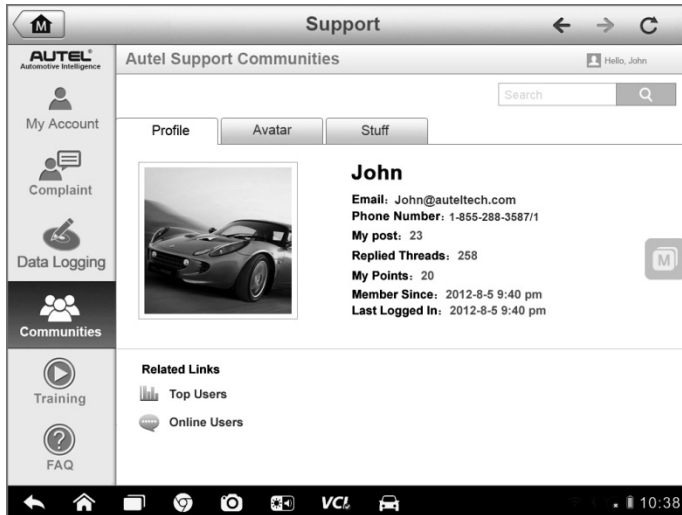 M
Support
AUTEL®
Automotive Intelligence
Autel Support Communities
Hello, John
Search
My Account
Complaint
Data Logging
Communities
Training
?
FAQ
Profile
Avatar
Stuff
John
Email: John@auteltech.com
Phone Number: 1-855-288-3587/1
My post: 23
Replied Threads: 258
My Points: 20
Member Since: 2012-8-5 9:40 pm
Last Logged In: 2012-8-5 9:40 pm
M
Related Links
Top Users
Online Users
VCI
10:38